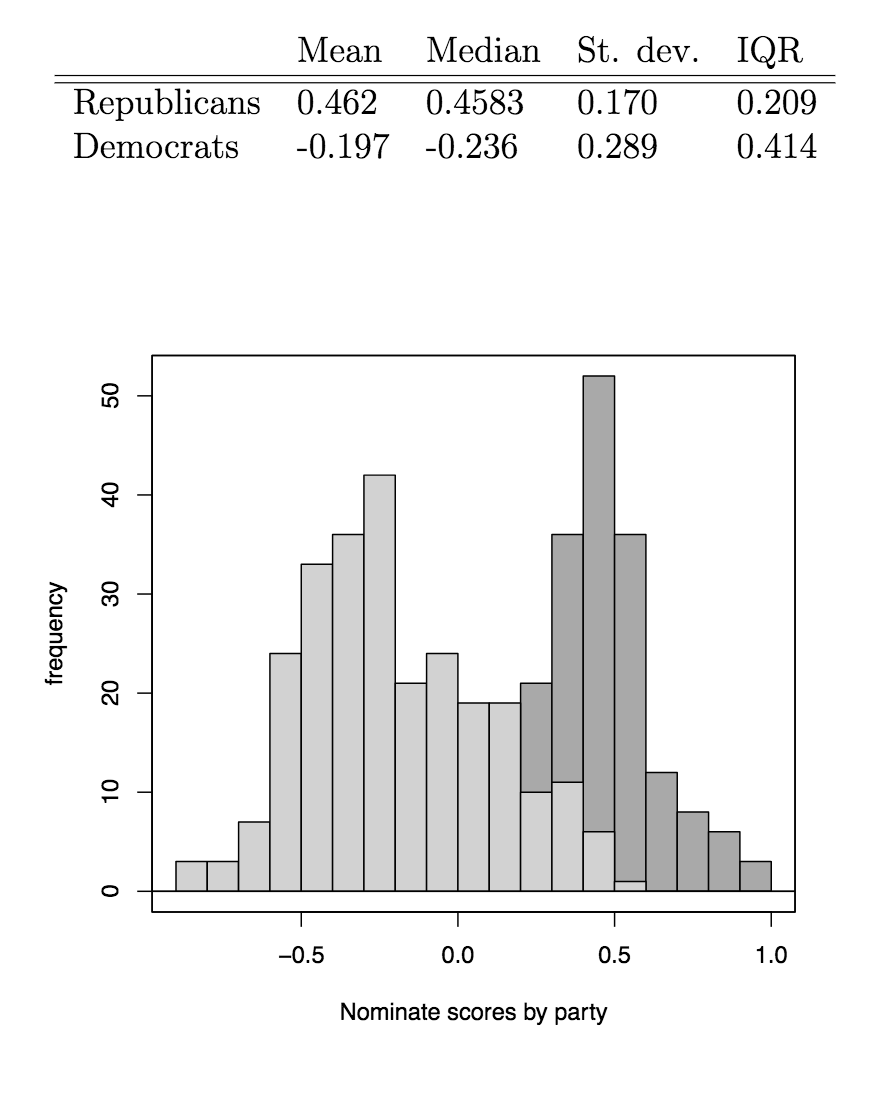 Mean Median St. dev. IQR
Republicans 0.462 0.4583 0.170 0.209
Democrats -0.197 -0.236 0.289 0.414
50
40
30
20
10
0
frequency
−0.5 0.0 0.5 1.0
Nominate scores by party